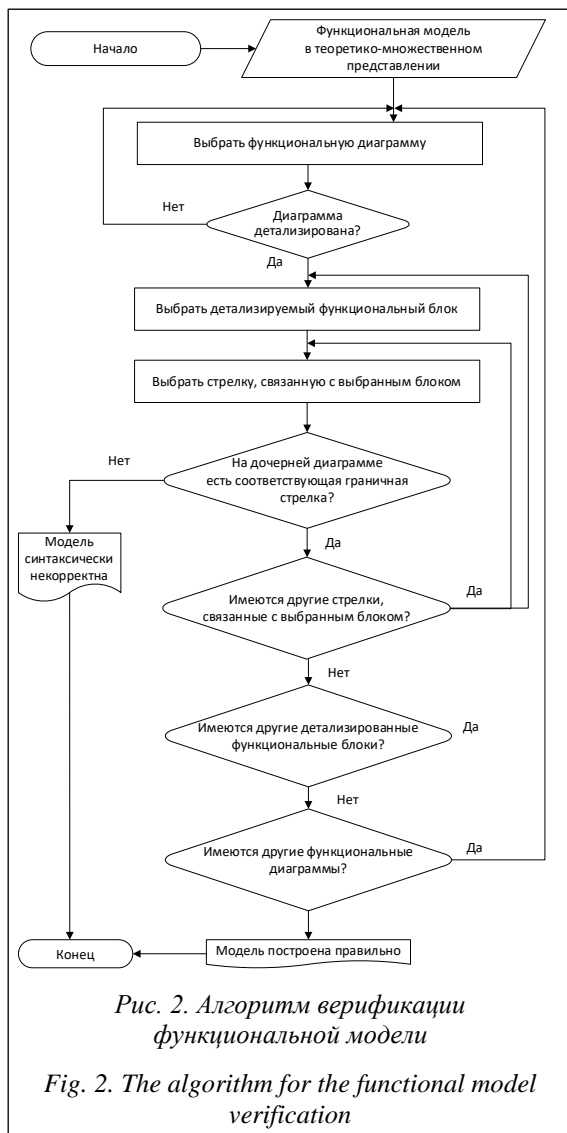 Начало
Функциональная модель
в теоретико-множественном
представлении
Выбрать функциональную диаграмму
Нет
Диаграмма
детализирована?
Да
Выбрать детализируемый функциональный блок
Выбрать стрелку, связанную с выбранным блоком
Нет
На дочерней диаграмме
есть соответствующая граничная
стрелка?
Модель
синтаксически
некорректна
Да
Имеются другие стрелки,
связанные с выбранным блоком?
Да
Нет
Имеются другие детализированные
функциональные блоки?
Да
Нет
Имеются другие функциональные
диаграммы?
Да
Конец
Модель построена правильно
Рис. 2. Алгоритм верификации
функциональной модели
Fig. 2. The algorithm for the functional model
verification